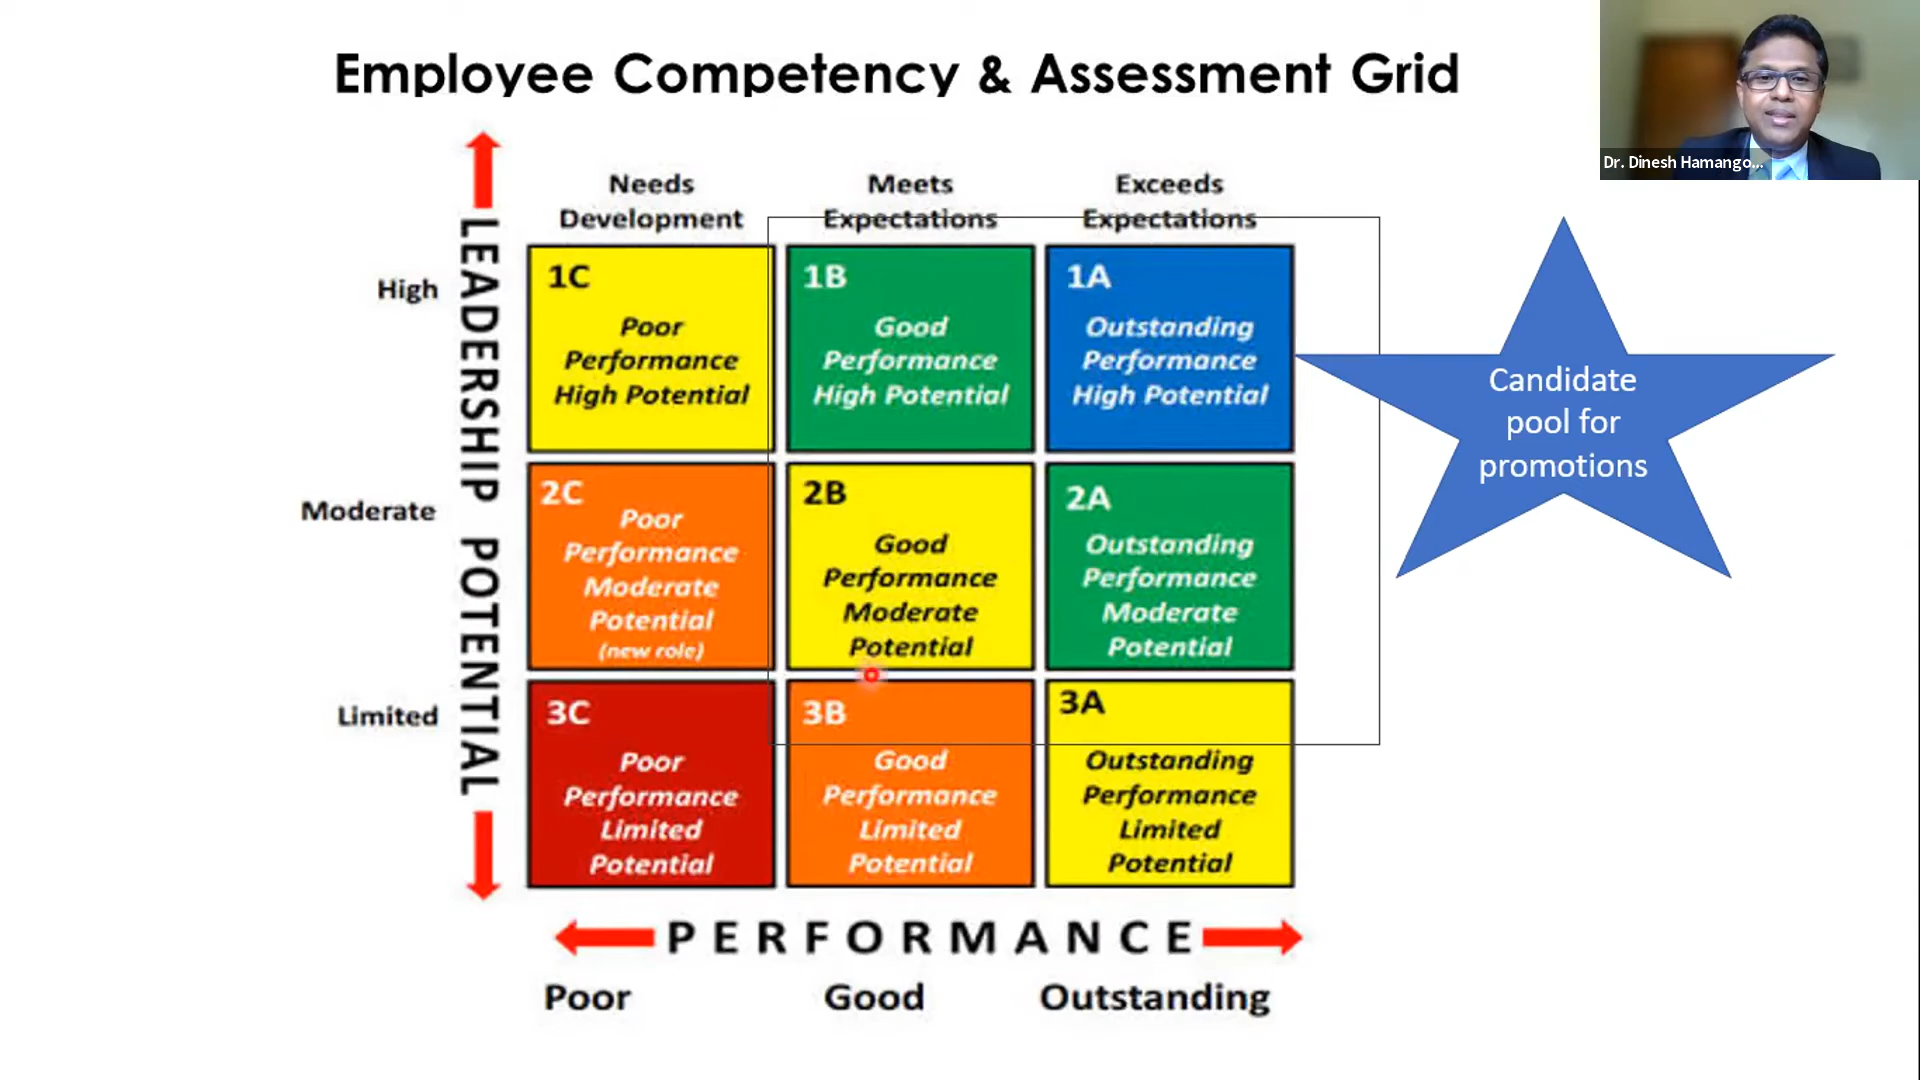 Employee Competency & Assessment Grid
Dr. Dinesh Hamango...
Needs
Development
Meets
Expectations
Exceeds
Expectations
LEADERSHIP POTENTIAL
High
1C
Poor
Performance
High Potential
1B
Good
Performance
High Potential
1A
Outstanding
Performance
High Potential
Candidate
pool for
promotions
Moderate
2C
Poor
Performance
Moderate
Potential
(new role)
2B
Good
Performance
Moderate
Potential
2A
Outstanding
Performance
Moderate
Potential
Limited
3C
Poor
Performance
Limited
Potential
3B
Good
Performance
Limited
Potential
3A
Outstanding
Performance
Limited
Potential
PERFORMANCE
Poor
Good
Outstanding